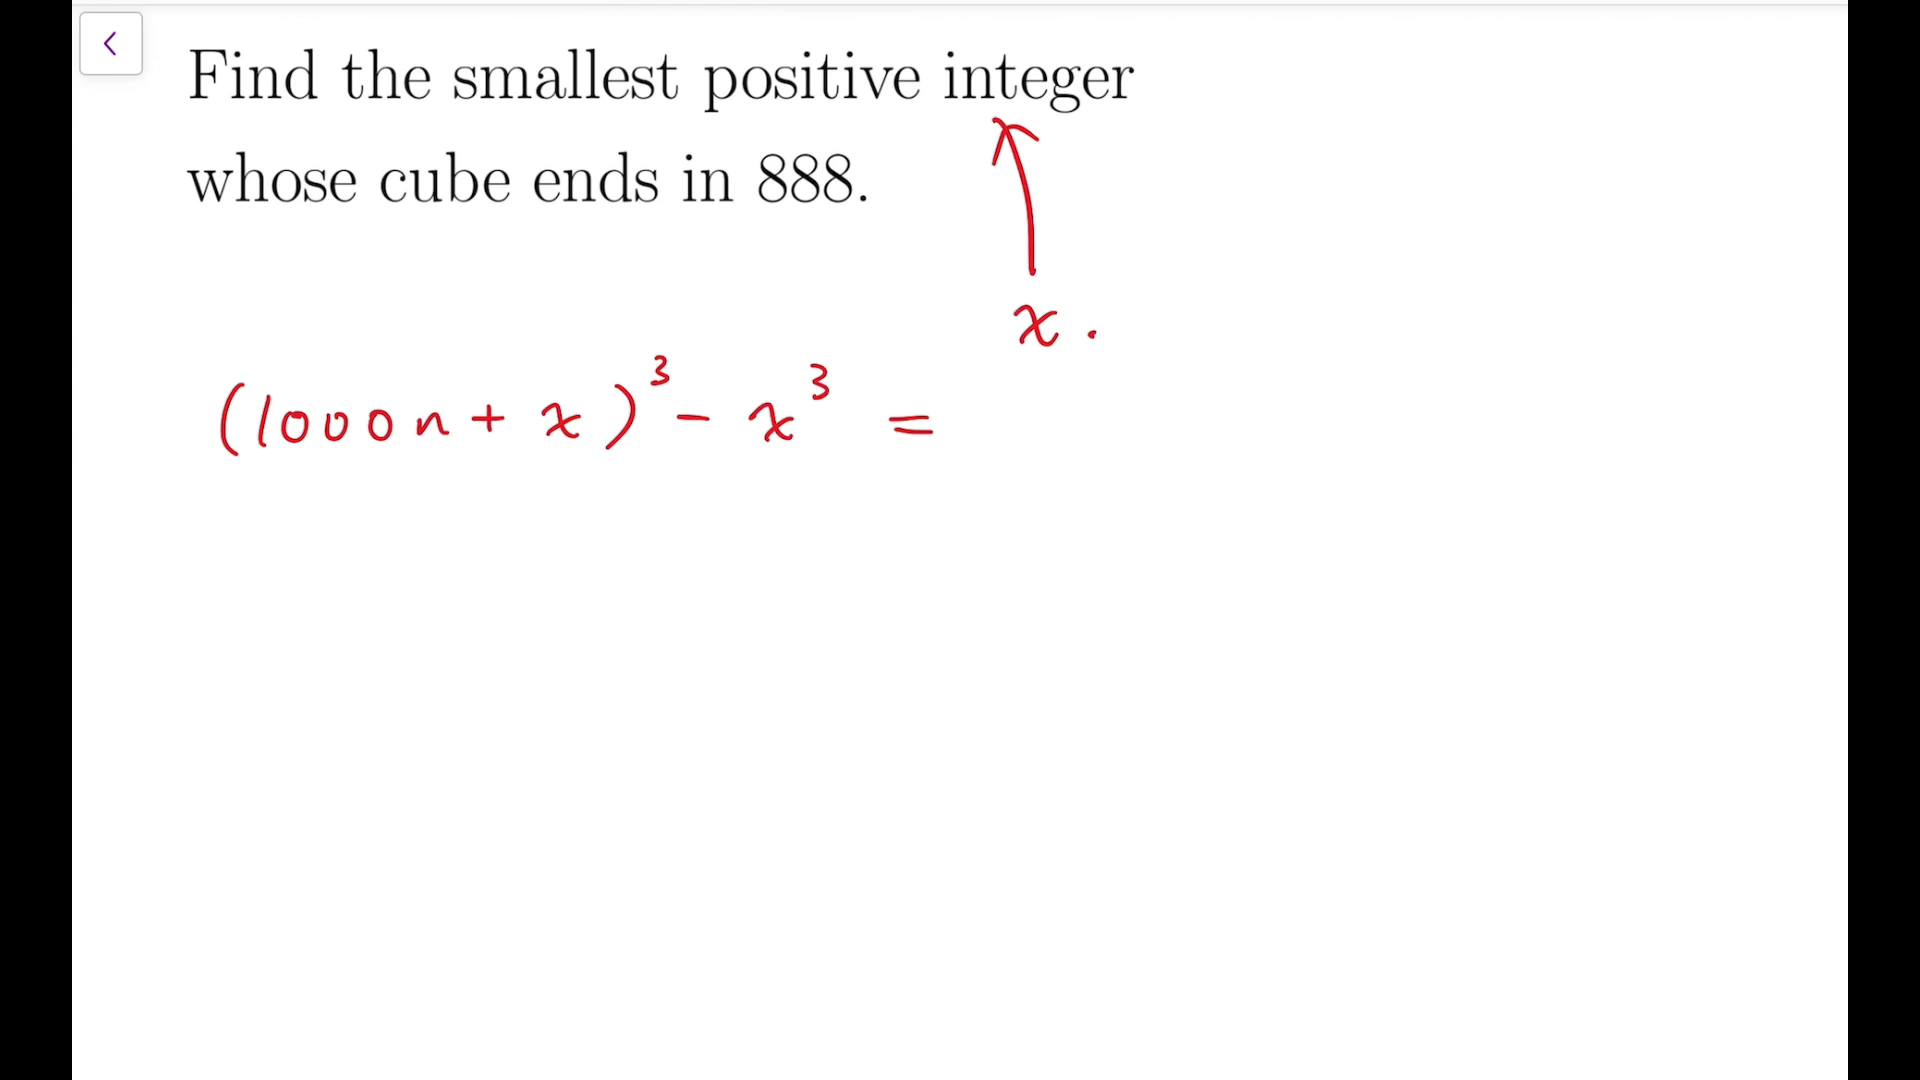 Find the smallest positive integer
whose cube ends in 888.
x.
(1000n + x)³ - x³ =